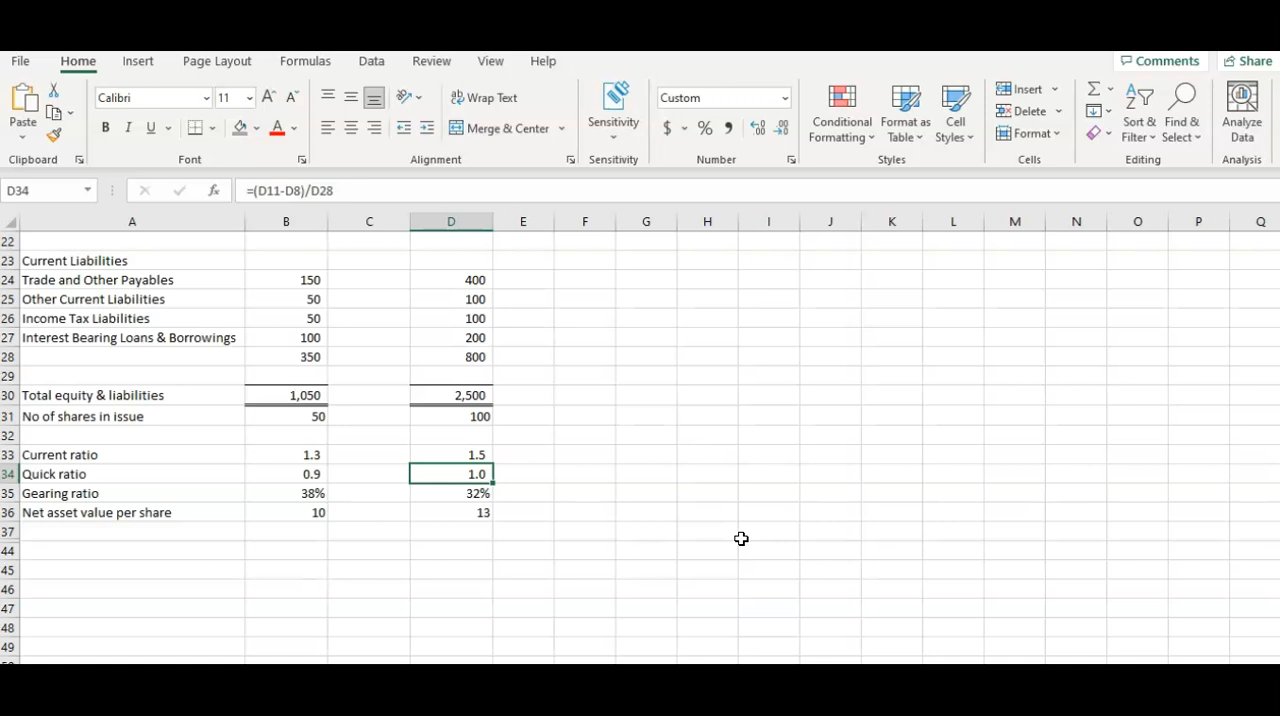 File Home Insert Page Layout Formulas Data Review View Help Comments Share
Calibri 11 Wrap Text Custom Insert
Paste Sensitivity Conditional Format as Cell Delete Sort & Find & Analyze
B I U Merge & Center $ % Formatting Table Styles Format Filter Select Data
Clipboard Font Alignment Sensitivity Number Styles Cells Editing Analysis
D34 fx =(D11-D8)/D28
A B C D E F G H I J K L M N O P Q
22
23 Current Liabilities
24 Trade and Other Payables 150 400
25 Other Current Liabilities 50 100
26 Income Tax Liabilities 50 100
27 Interest Bearing Loans & Borrowings 100 200
28 350 800
29
30 Total equity & liabilities 1,050 2,500
31 No of shares in issue 50 100
32
33 Current ratio 1.3 1.5
34 Quick ratio 0.9 1.0
35 Gearing ratio 38% 32%
36 Net asset value per share 10 13
37
44
45
46
47
48
49